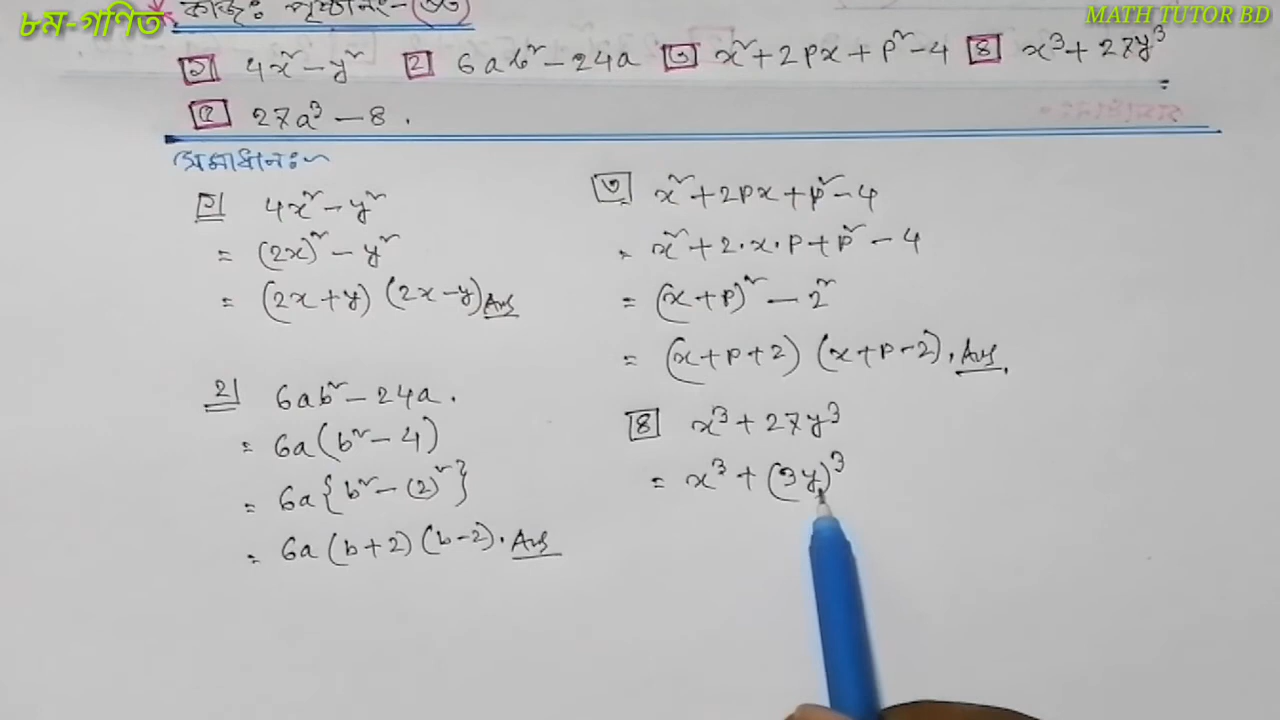 ৮ম-গণিত
MATH TUTOR BD
কাজঃ পৃষ্ঠানং-
১ 4x² - y² ২ 6ab² - 24a ৩ x² + 2px + p² - 4 ৪ x³ + 27y³
৫ 27a³ - 8.
সমাধানঃ
১ 4x² - y²
= (2x)² - y²
= (2x + y) (2x - y) Ans
২ 6ab² - 24a.
= 6a(b² - 4)
= 6a{b² - (2)²}
= 6a(b + 2)(b - 2). Ans
৩ x² + 2px + p² - 4
= x² + 2·x·p + p² - 4
= (x + p)² - 2²
= (x + p + 2) (x + p - 2). Ans.
৪ x³ + 27y³
= x³ + (3y)³